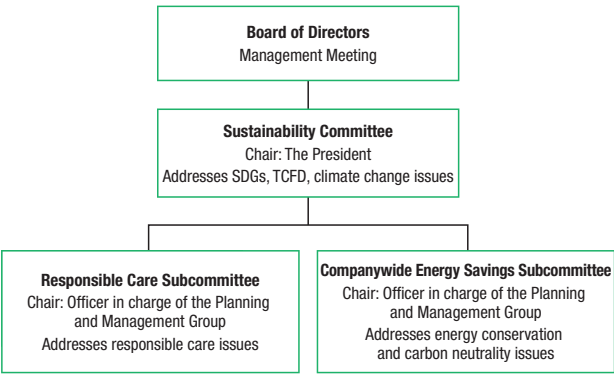 Board of Directors
Management Meeting
Sustainability Committee
Chair: The President
Addresses SDGs, TCFD, climate change issues
Responsible Care Subcommittee
Chair: Officer in charge of the Planning
and Management Group
Addresses responsible care issues
Companywide Energy Savings Subcommittee
Chair: Officer in charge of the Planning
and Management Group
Addresses energy conservation
and carbon neutrality issues